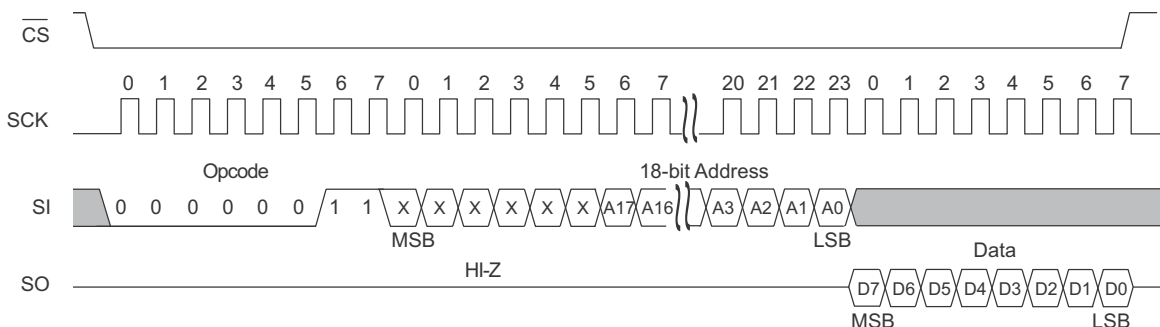 CS
0 1 2 3 4 5 6 7 0 1 2 3 4 5 6 7 20 21 22 23 0 1 2 3 4 5 6 7
SCK
Opcode 18-bit Address
SI 0 0 0 0 0 0 1 1 X X X X X X A17 A16 A3 A2 A1 A0
MSB LSB
HI-Z Data
SO D7 D6 D5 D4 D3 D2 D1 D0
MSB LSB